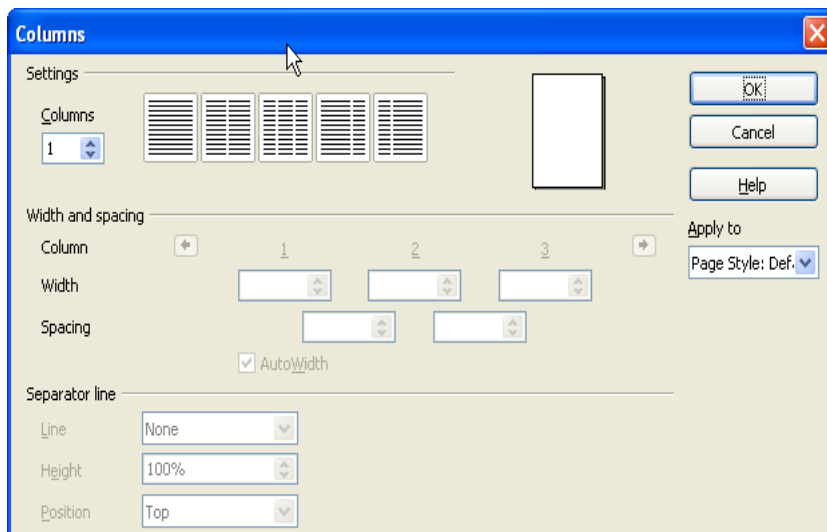 Columns
Settings
Columns
1
OK
Cancel
Help
Width and spacing
Column 1 2 3
Apply to
Page Style: Def.
Width
Spacing
AutoWidth
Separator line
Line None
Height 100%
Position Top